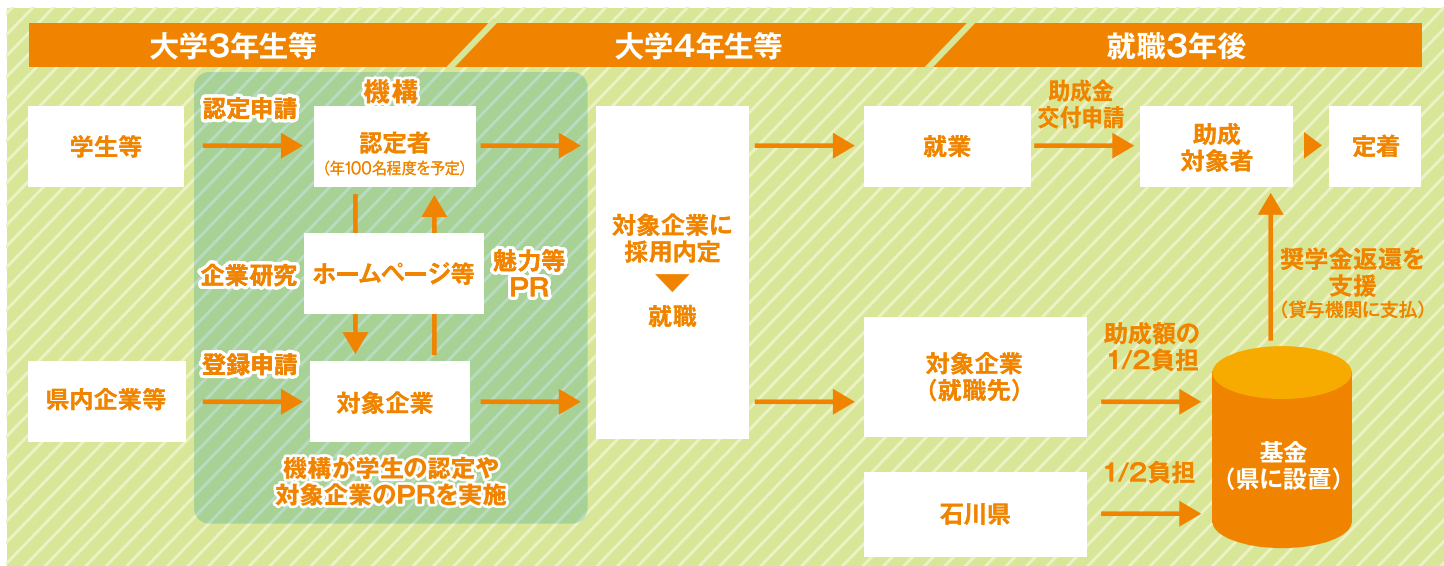 大学3年生等
大学4年生等
就職3年後
学生等
認定申請
機構
認定者
（年100名程度を予定）
企業研究
ホームページ等
魅力等
PR
県内企業等
登録申請
対象企業
機構が学生の認定や
対象企業のPRを実施
対象企業に
採用内定
就職
就業
助成金
交付申請
助成
対象者
定着
奨学金返還を
支援
（貸与機関に支払）
対象企業
（就職先）
助成額の
1/2負担
石川県
1/2負担
基金
（県に設置）